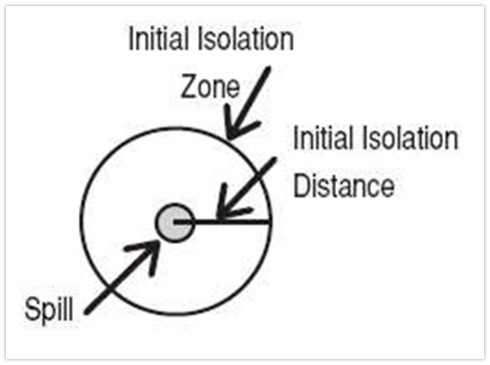 Initial Isolation
Zone
Initial Isolation
Distance
Spill